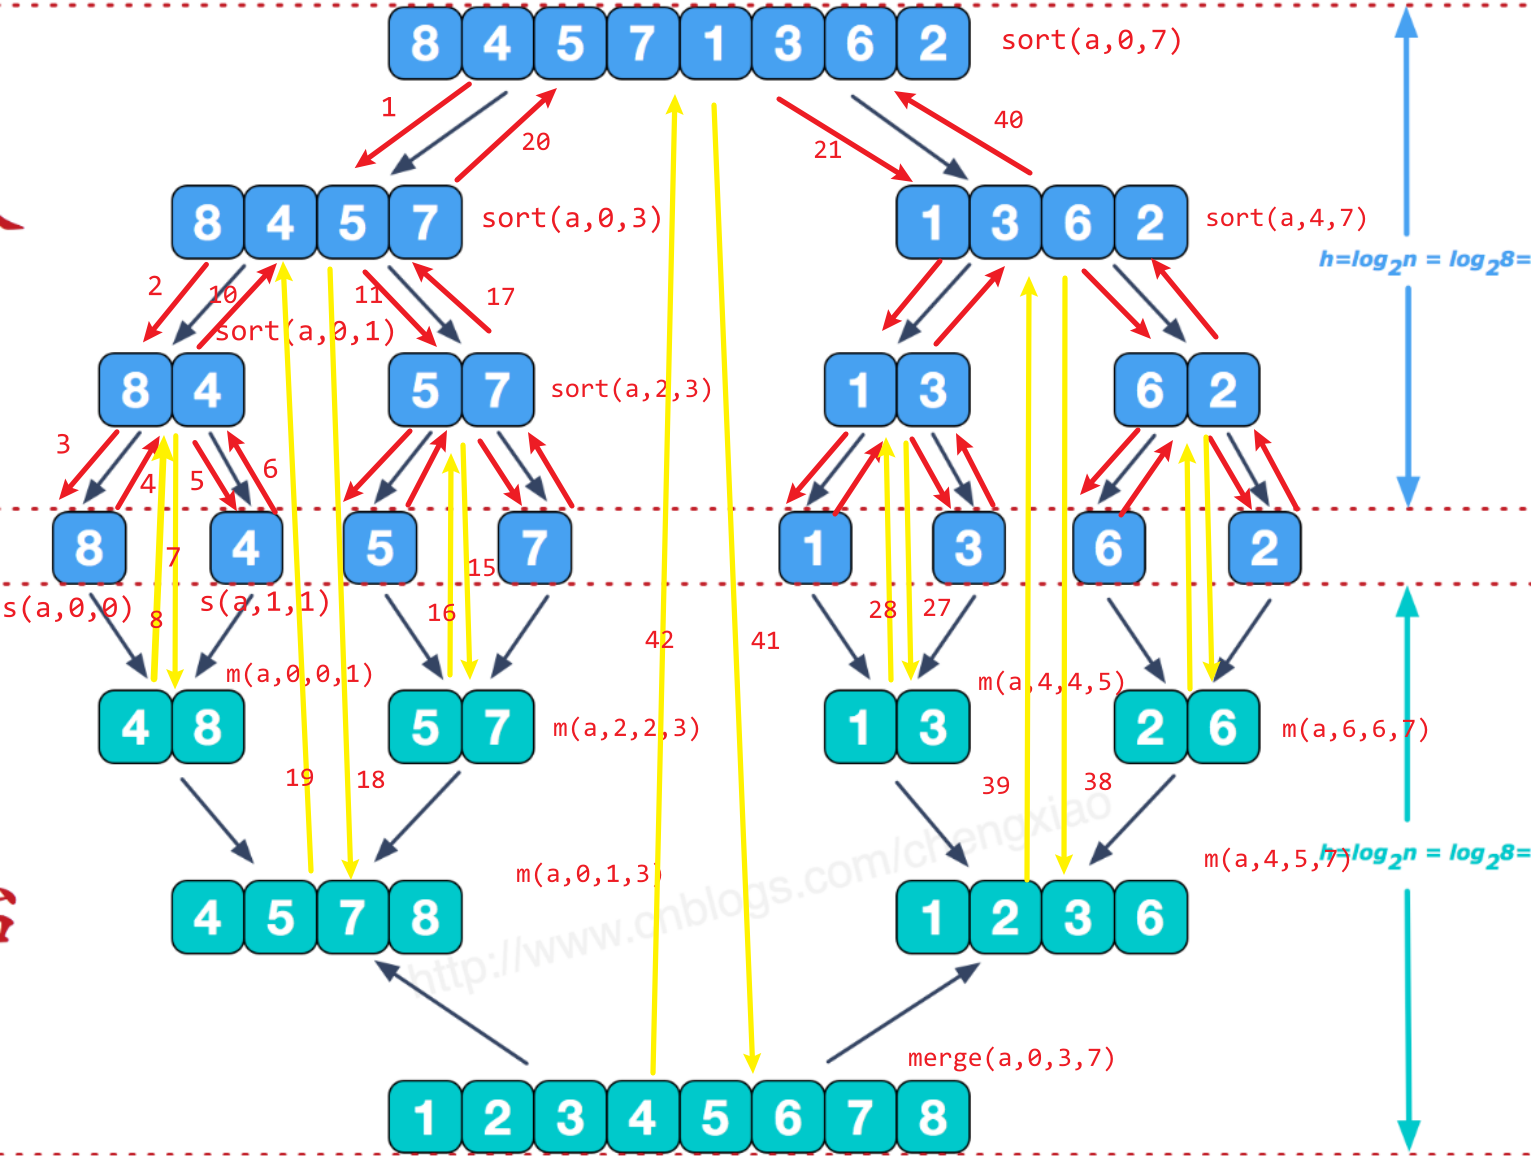 8 4 5 7 1 3 6 2 sort(a,0,7)
1 20 21 40
8 4 5 7 sort(a,0,3) 1 3 6 2 sort(a,4,7)
h=log2n = log28=
2 10 11 17
sort(a,0,1)
8 4 5 7 sort(a,2,3) 1 3 6 2
3 4 5 6
8 4 5 7 1 3 6 2
7 15
s(a,0,0) 8 s(a,1,1) 16 28 27
42 41
m(a,0,0,1) m(a,4,4,5)
4 8 5 7 m(a,2,2,3) 1 3 2 6 m(a,6,6,7)
19 18 39 38
m(a,0,1,3) m(a,4,5,7) h=log2n = log28=
http://www.cnblogs.com/chengxiao
4 5 7 8 1 2 3 6
merge(a,0,3,7)
1 2 3 4 5 6 7 8